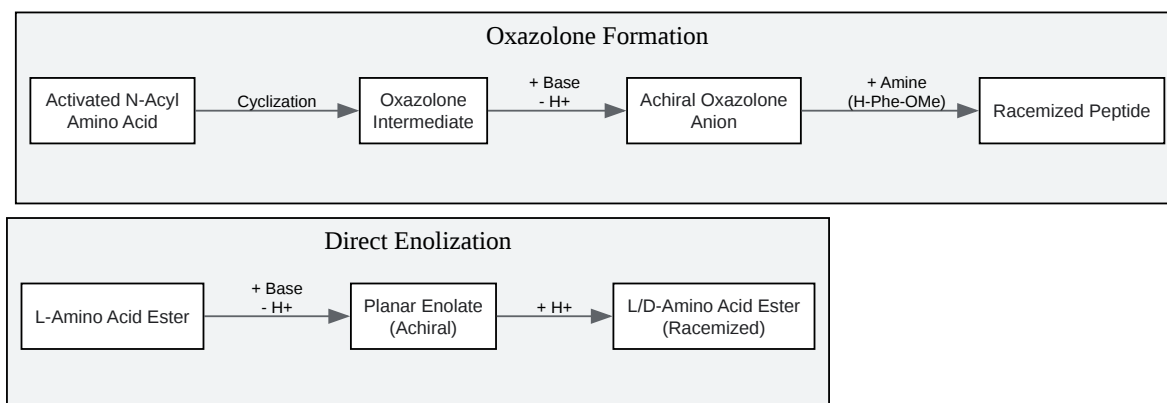 Oxazolone Formation
Activated N-Acyl
Amino Acid
Cyclization
Oxazolone
Intermediate
+ Base
- H+
Achiral Oxazolone
Anion
+ Amine
(H-Phe-OMe)
Racemized Peptide
Direct Enolization
L-Amino Acid Ester
+ Base
- H+
Planar Enolate
(Achiral)
+ H+
L/D-Amino Acid Ester
(Racemized)